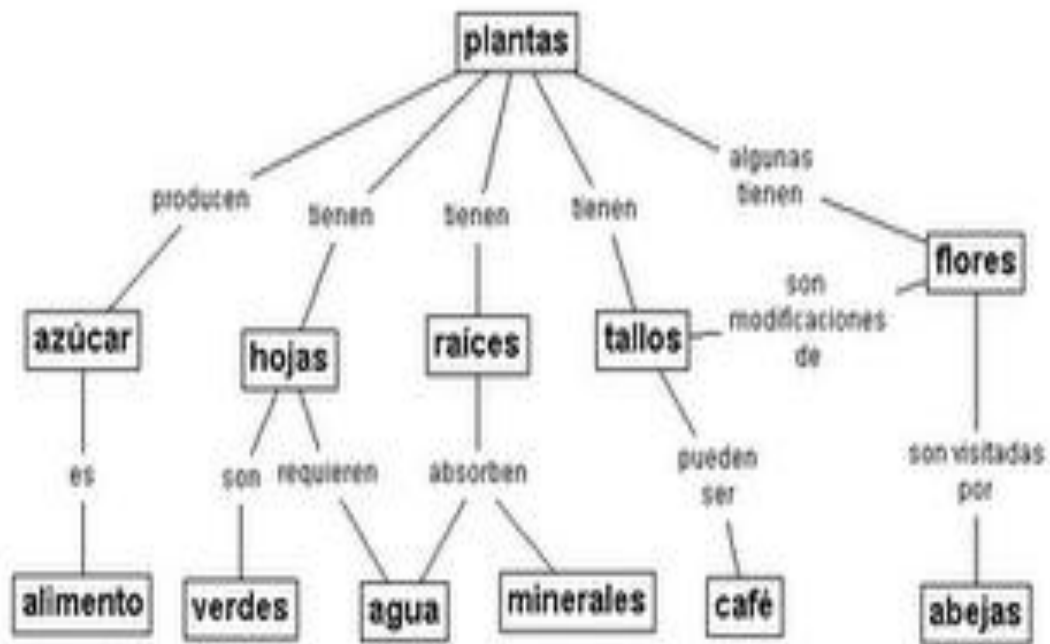 plantas
algunas
tienen
producen
tienen
tienen
tienen
flores
son
modificaciones
de
azúcar
hojas
raíces
tallos
es
son
requieren
absorben
pueden
ser
son visitadas
por
alimento
verdes
agua
minerales
café
abejas